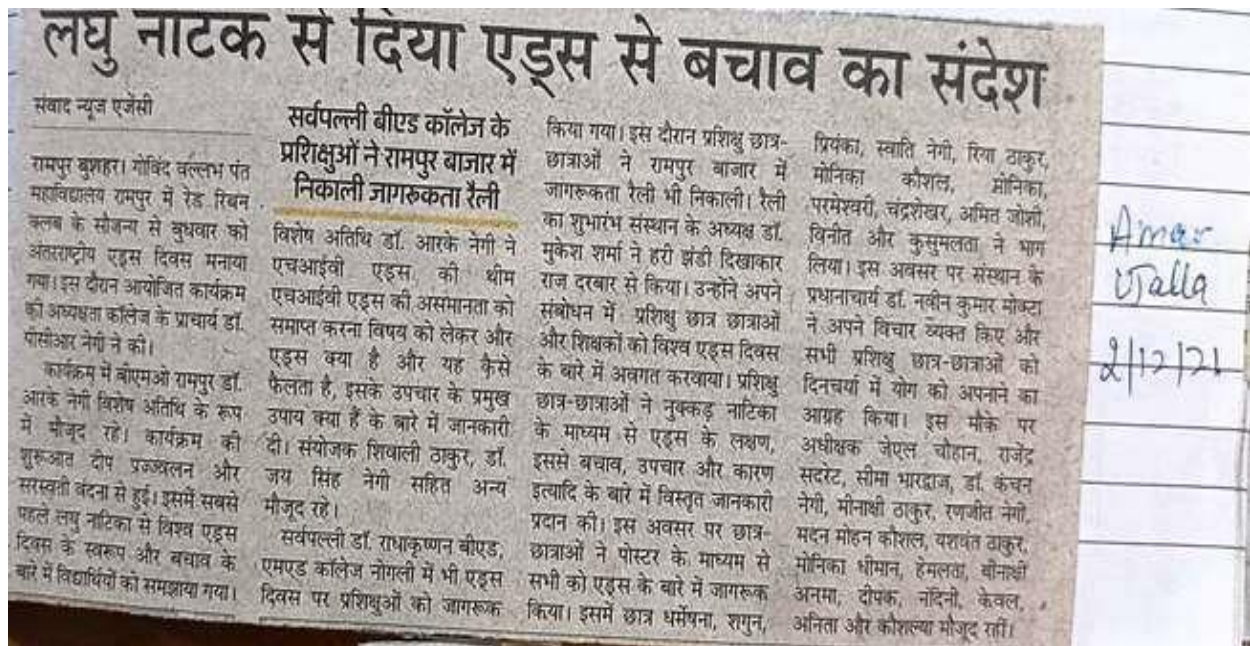 लघु नाटक से दिया एड्स से बचाव का संदेश
संवाद न्यूज एजेंसी
रामपुर बुशहर। गोविंद वल्लभ पंत
महाविद्यालय रामपुर में रेड रिबन
क्लब के सौजन्य से बुधवार को
अंतरराष्ट्रीय एड्स दिवस मनाया
गया। इस दौरान आयोजित कार्यक्रम
की अध्यक्षता कॉलेज के प्राचार्य डॉ.
पीसीआर नेगी ने की।
कार्यक्रम में बीएमओ रामपुर डॉ.
आरके नेगी विशेष अतिथि के रूप
में मौजूद रहे। कार्यक्रम की
शुरूआत दीप प्रज्ज्वलन और
सरस्वती वंदना से हुई। इसमें सबसे
पहले लघु नाटिका से विश्व एड्स
दिवस के स्वरूप और बचाव के
बारे में विद्यार्थियों को समझाया गया।
सर्वपल्ली बीएड कॉलेज के
प्रशिक्षुओं ने रामपुर बाजार में
निकाली जागरूकता रैली
विशेष अतिथि डॉ. आरके नेगी ने
एचआईवी एड्स की थीम
एचआईवी एड्स की असमानता को
समाप्त करना विषय को लेकर और
एड्स क्या है और यह कैसे
फैलता है, इसके उपचार के प्रमुख
उपाय क्या हैं के बारे में जानकारी
दी। संयोजक शिवाली ठाकुर, डॉ.
जय सिंह नेगी सहित अन्य
मौजूद रहे।
सर्वपल्ली डॉ. राधाकृष्णन बीएड,
एमएड कॉलेज नोगली में भी एड्स
दिवस पर प्रशिक्षुओं को जागरूक
किया गया। इस दौरान प्रशिक्षु छात्र-
छात्राओं ने रामपुर बाजार में
जागरूकता रैली भी निकाली। रैली
का शुभारंभ संस्थान के अध्यक्ष डॉ.
मुकेश शर्मा ने हरी झंडी दिखाकार
राज दरबार से किया। उन्होंने अपने
संबोधन में प्रशिक्षु छात्र छात्राओं
और शिक्षकों को विश्व एड्स दिवस
के बारे में अवगत करवाया। प्रशिक्षु
छात्र-छात्राओं ने नुक्कड़ नाटिका
के माध्यम से एड्स के लक्षण,
इससे बचाव, उपचार और कारण
इत्यादि के बारे में विस्तृत जानकारी
प्रदान की। इस अवसर पर छात्र-
छात्राओं ने पोस्टर के माध्यम से
सभी को एड्स के बारे में जागरूक
किया। इसमें छात्र धर्मेषना, शगुन,
प्रियंका, स्वाति नेगी, रिया ठाकुर,
मोनिका कौशल, मोनिका,
परमेश्वरी, चंद्रशेखर, अमित जोशी,
विनीत और कुसुमलता ने भाग
लिया। इस अवसर पर संस्थान के
प्रधानाचार्य डॉ. नवीन कुमार मोक्टा
ने अपने विचार व्यक्त किए और
सभी प्रशिक्षु छात्र-छात्राओं को
दिनचर्या में योग को अपनाने का
आग्रह किया। इस मौके पर
अधीक्षक जेएल चौहान, राजेंद्र
सदरेट, सीमा भारद्वाज, डॉ. कंचन
नेगी, मीनाक्षी ठाकुर, रणजीत नेगी,
मदन मोहन कौशल, यशवंत ठाकुर,
मोनिका धीमान, हेमलता, मीनाक्षी
अनमा, दीपक, नंदिनी, केवल,
अनिता और कौशल्या मौजूद रहीं।
Amar
Ujalla
2/12/21